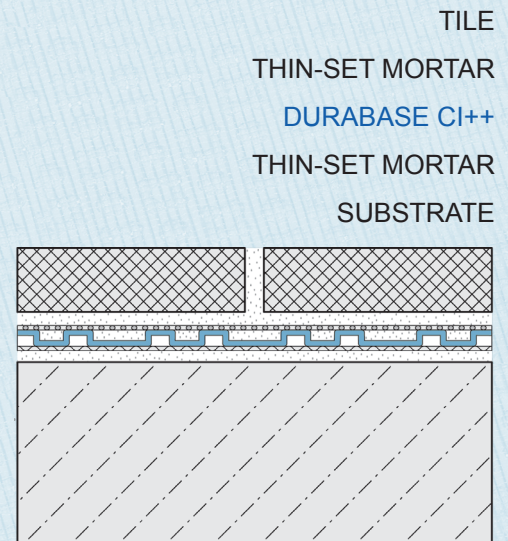 TILE
THIN-SET MORTAR
DURABASE CI++
THIN-SET MORTAR
SUBSTRATE